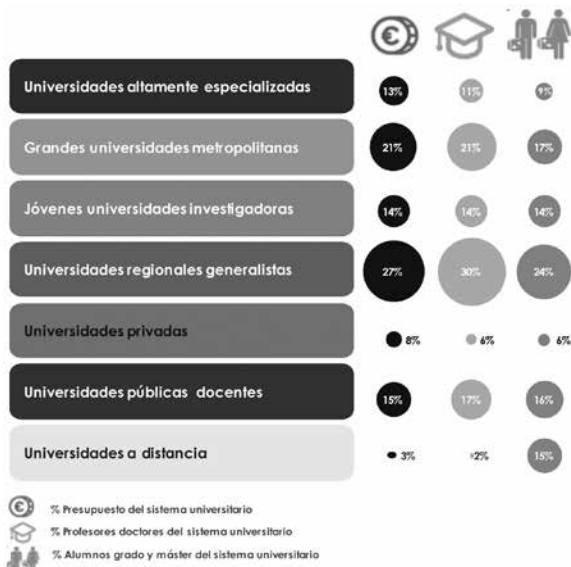 Universidades altamente especializadas 13% 11% 9%
Grandes universidades metropolitanas 21% 21% 17%
Jóvenes universidades investigadoras 14% 14% 14%
Universidades regionales generalistas 27% 30% 24%
Universidades privadas 8% 6% 6%
Universidades públicas docentes 15% 17% 16%
Universidades a distancia 3% 2% 15%
% Presupuesto del sistema universitario
% Profesores doctores del sistema universitario
% Alumnos grado y máster del sistema universitario